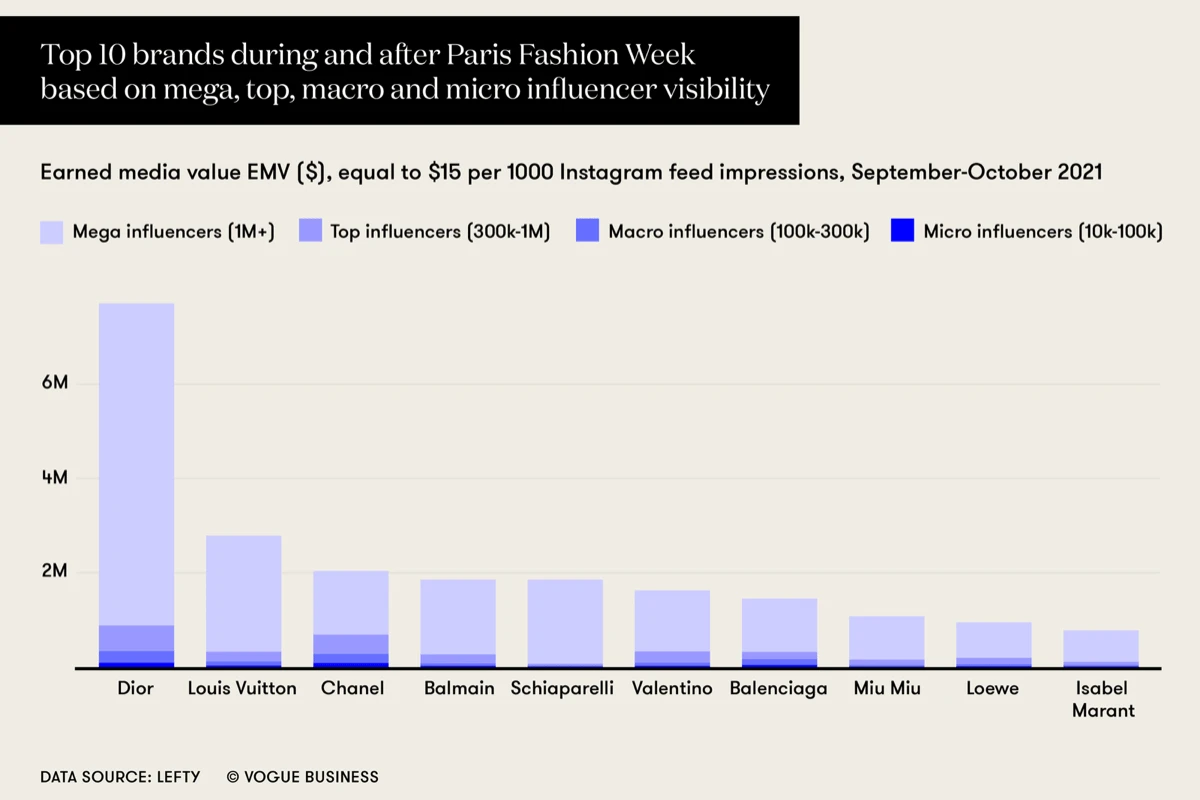 Top 10 brands during and after Paris Fashion Week
based on mega, top, macro and micro influencer visibility
Earned media value EMV ($), equal to $15 per 1000 Instagram feed impressions, September-October 2021
Mega influencers (1M+) Top influencers (300k-1M) Macro influencers (100k-300k) Micro influencers (10k-100k)
6M
4M
2M
Dior Louis Vuitton Chanel Balmain Schiaparelli Valentino Balenciaga Miu Miu Loewe Isabel
Marant
DATA SOURCE: LEFTY © VOGUE BUSINESS